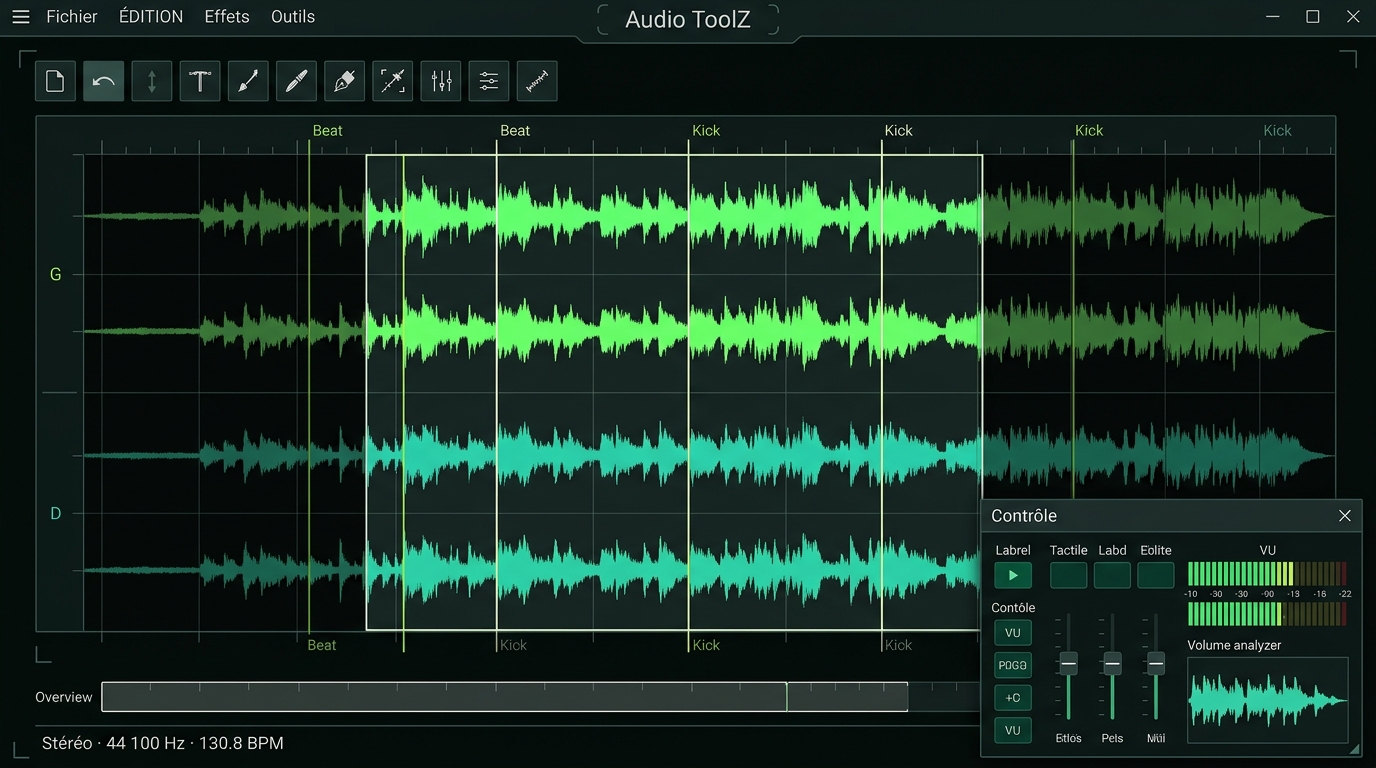 Fichier ÉDITION Effets Outils
Audio ToolZ
Beat Beat Kick Kick Kick Kick
G
D
Beat Kick Kick Kick
Overview
Stéréo · 44 100 Hz · 130.8 BPM
Contrôle
Labrel Tactile Labd Eolite VU
-10 -30 -30 -90 -13 -16 -22
Contôle
VU
Volume analyzer
+C
VU
Pels